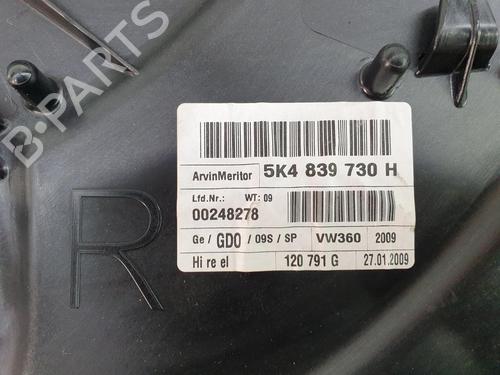 B-PARTS
ArvinMeritor 5K4 839 730 H
Lfd.Nr.: WT: 09
00248278
Ge / GDO / 09S / SP VW360 2009
Hi re el 120 791 G 27.01.2009
R